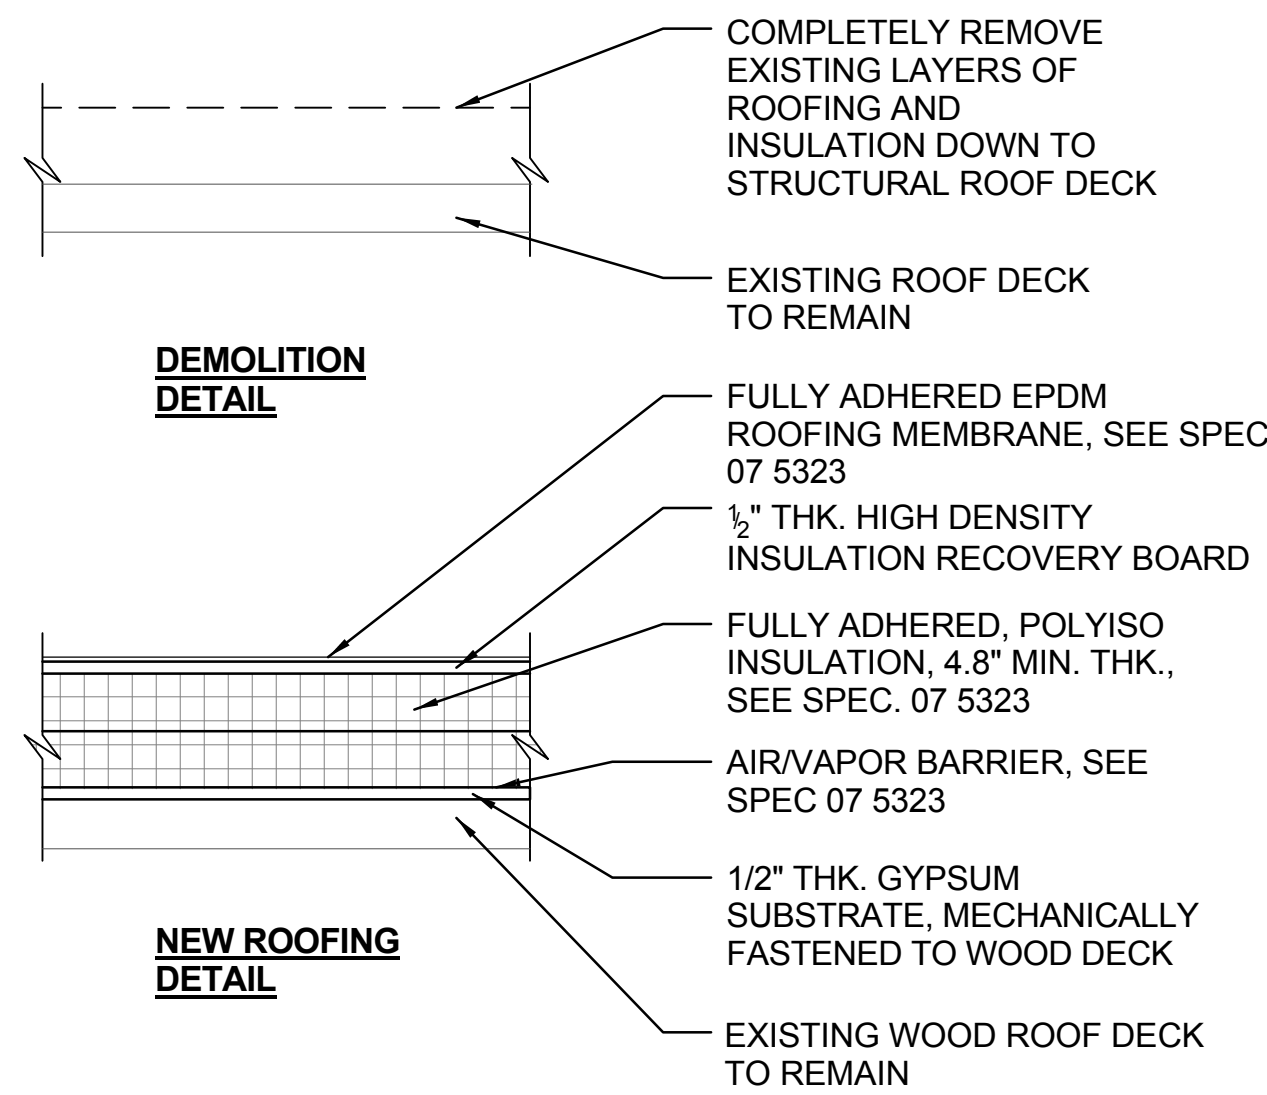 COMPLETELY REMOVE
EXISTING LAYERS OF
ROOFING AND
INSULATION DOWN TO
STRUCTURAL ROOF DECK
EXISTING ROOF DECK
TO REMAIN
DEMOLITION
DETAIL
FULLY ADHERED EPDM
ROOFING MEMBRANE, SEE SPEC
07 5323
½" THK. HIGH DENSITY
INSULATION RECOVERY BOARD
FULLY ADHERED, POLYISO
INSULATION, 4.8" MIN. THK.,
SEE SPEC. 07 5323
AIR/VAPOR BARRIER, SEE
SPEC 07 5323
1/2" THK. GYPSUM
SUBSTRATE, MECHANICALLY
FASTENED TO WOOD DECK
NEW ROOFING
DETAIL
EXISTING WOOD ROOF DECK
TO REMAIN